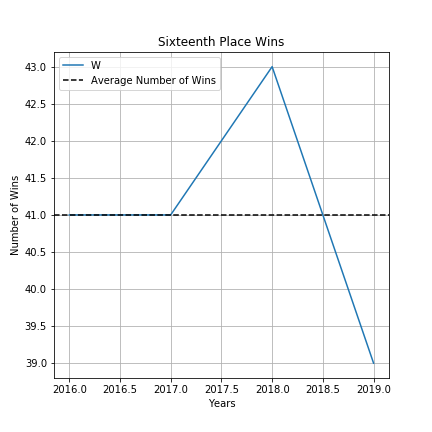 Sixteenth Place Wins
W
Average Number of Wins
43.0
42.5
42.0
41.5
41.0
40.5
40.0
39.5
39.0
Number of Wins
2016.0 2016.5 2017.0 2017.5 2018.0 2018.5 2019.0
Years